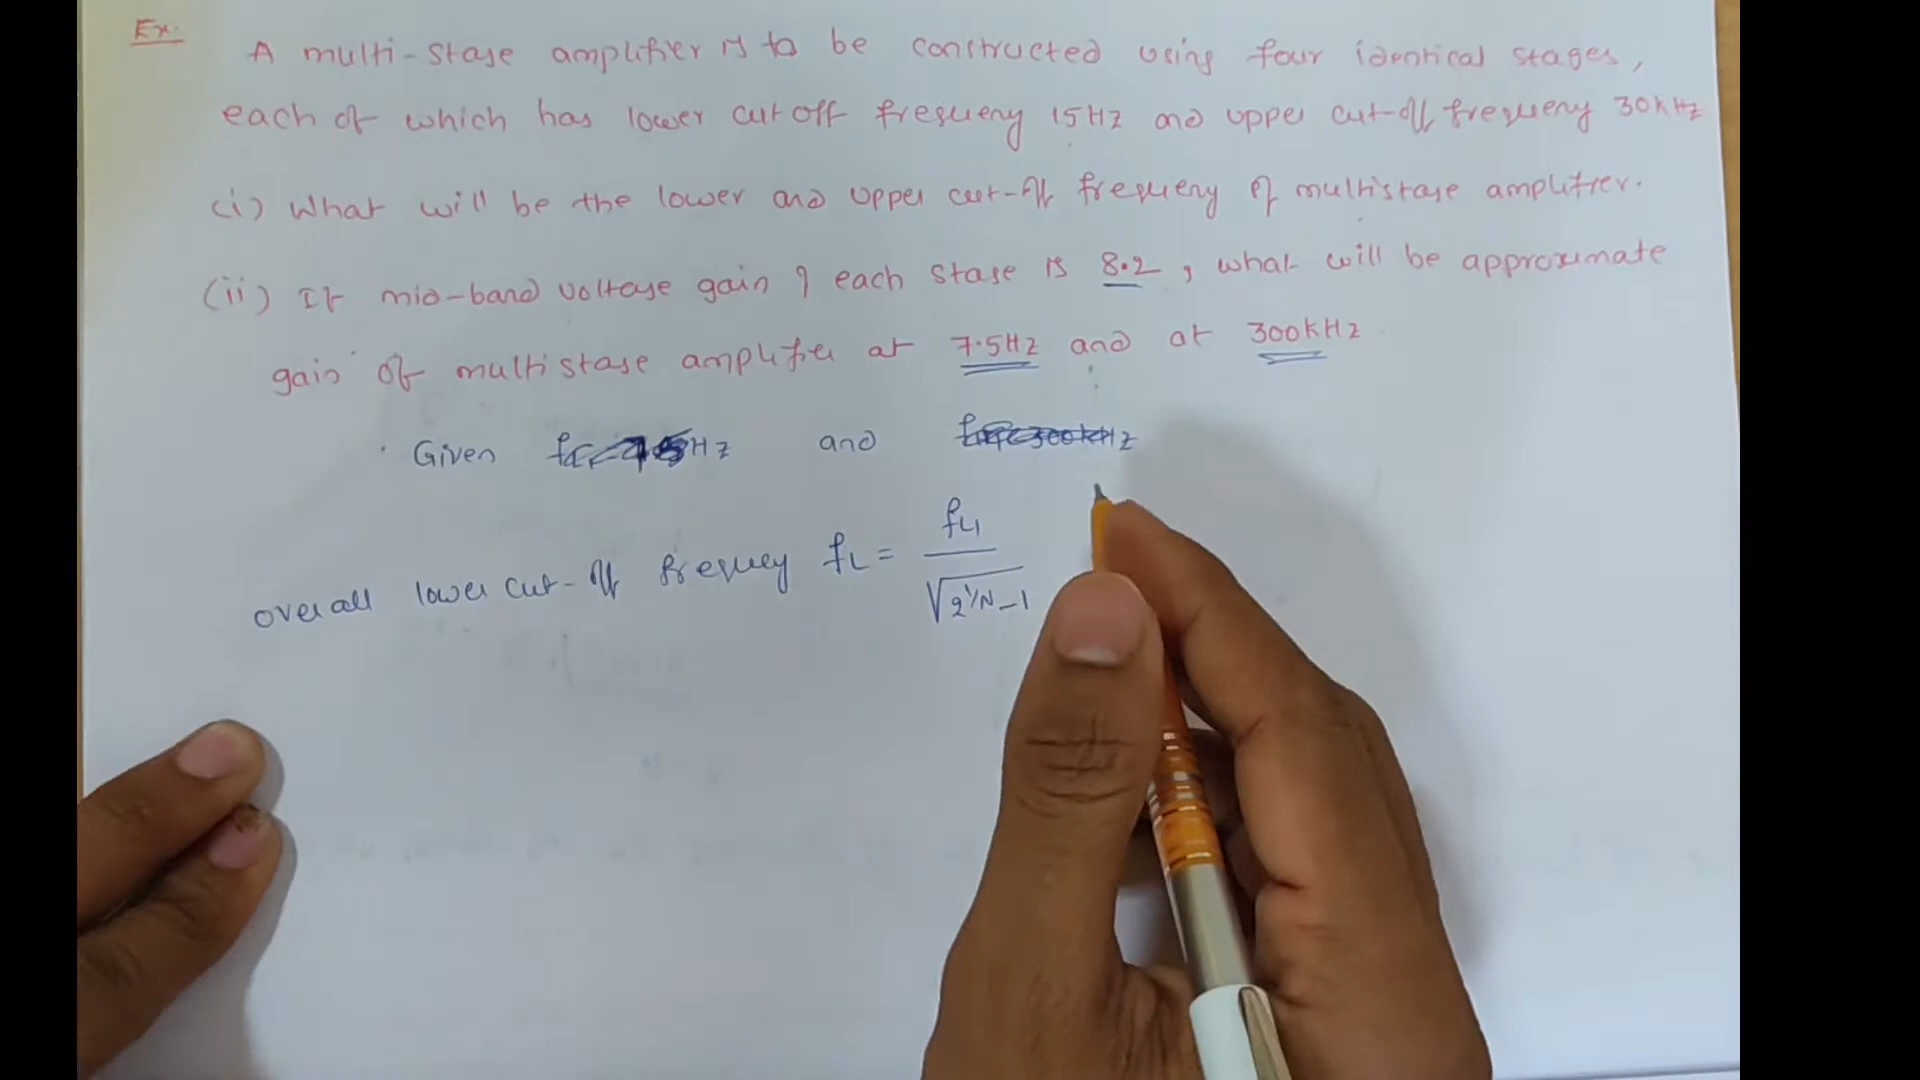 Ex.
A multi-stage amplifier is to be constructed using four identical stages,
each of which has lower cut off frequency 15Hz and upper cut-off frequency 30kHz
(i) What will be the lower and upper cut-off frequency of multistage amplifier.
(ii) If mid-band voltage gain of each stage is 8.2, what will be approximate
gain of multistage amplifier at 7.5Hz and at 300kHz
Given Hz and Hz
overall lower cut-off frequency fL = fL1 / √2^1/N-1